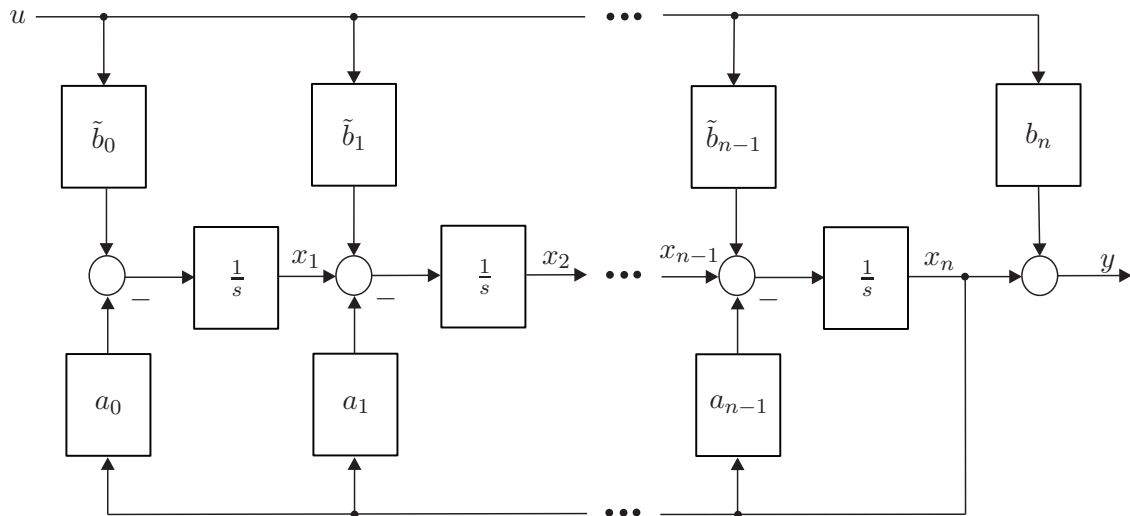 u
b̃₀ b̃₁ b̃ₙ₋₁ bₙ
1/s x₁ 1/s x₂ xₙ₋₁ 1/s xₙ y
− − −
a₀ a₁ aₙ₋₁